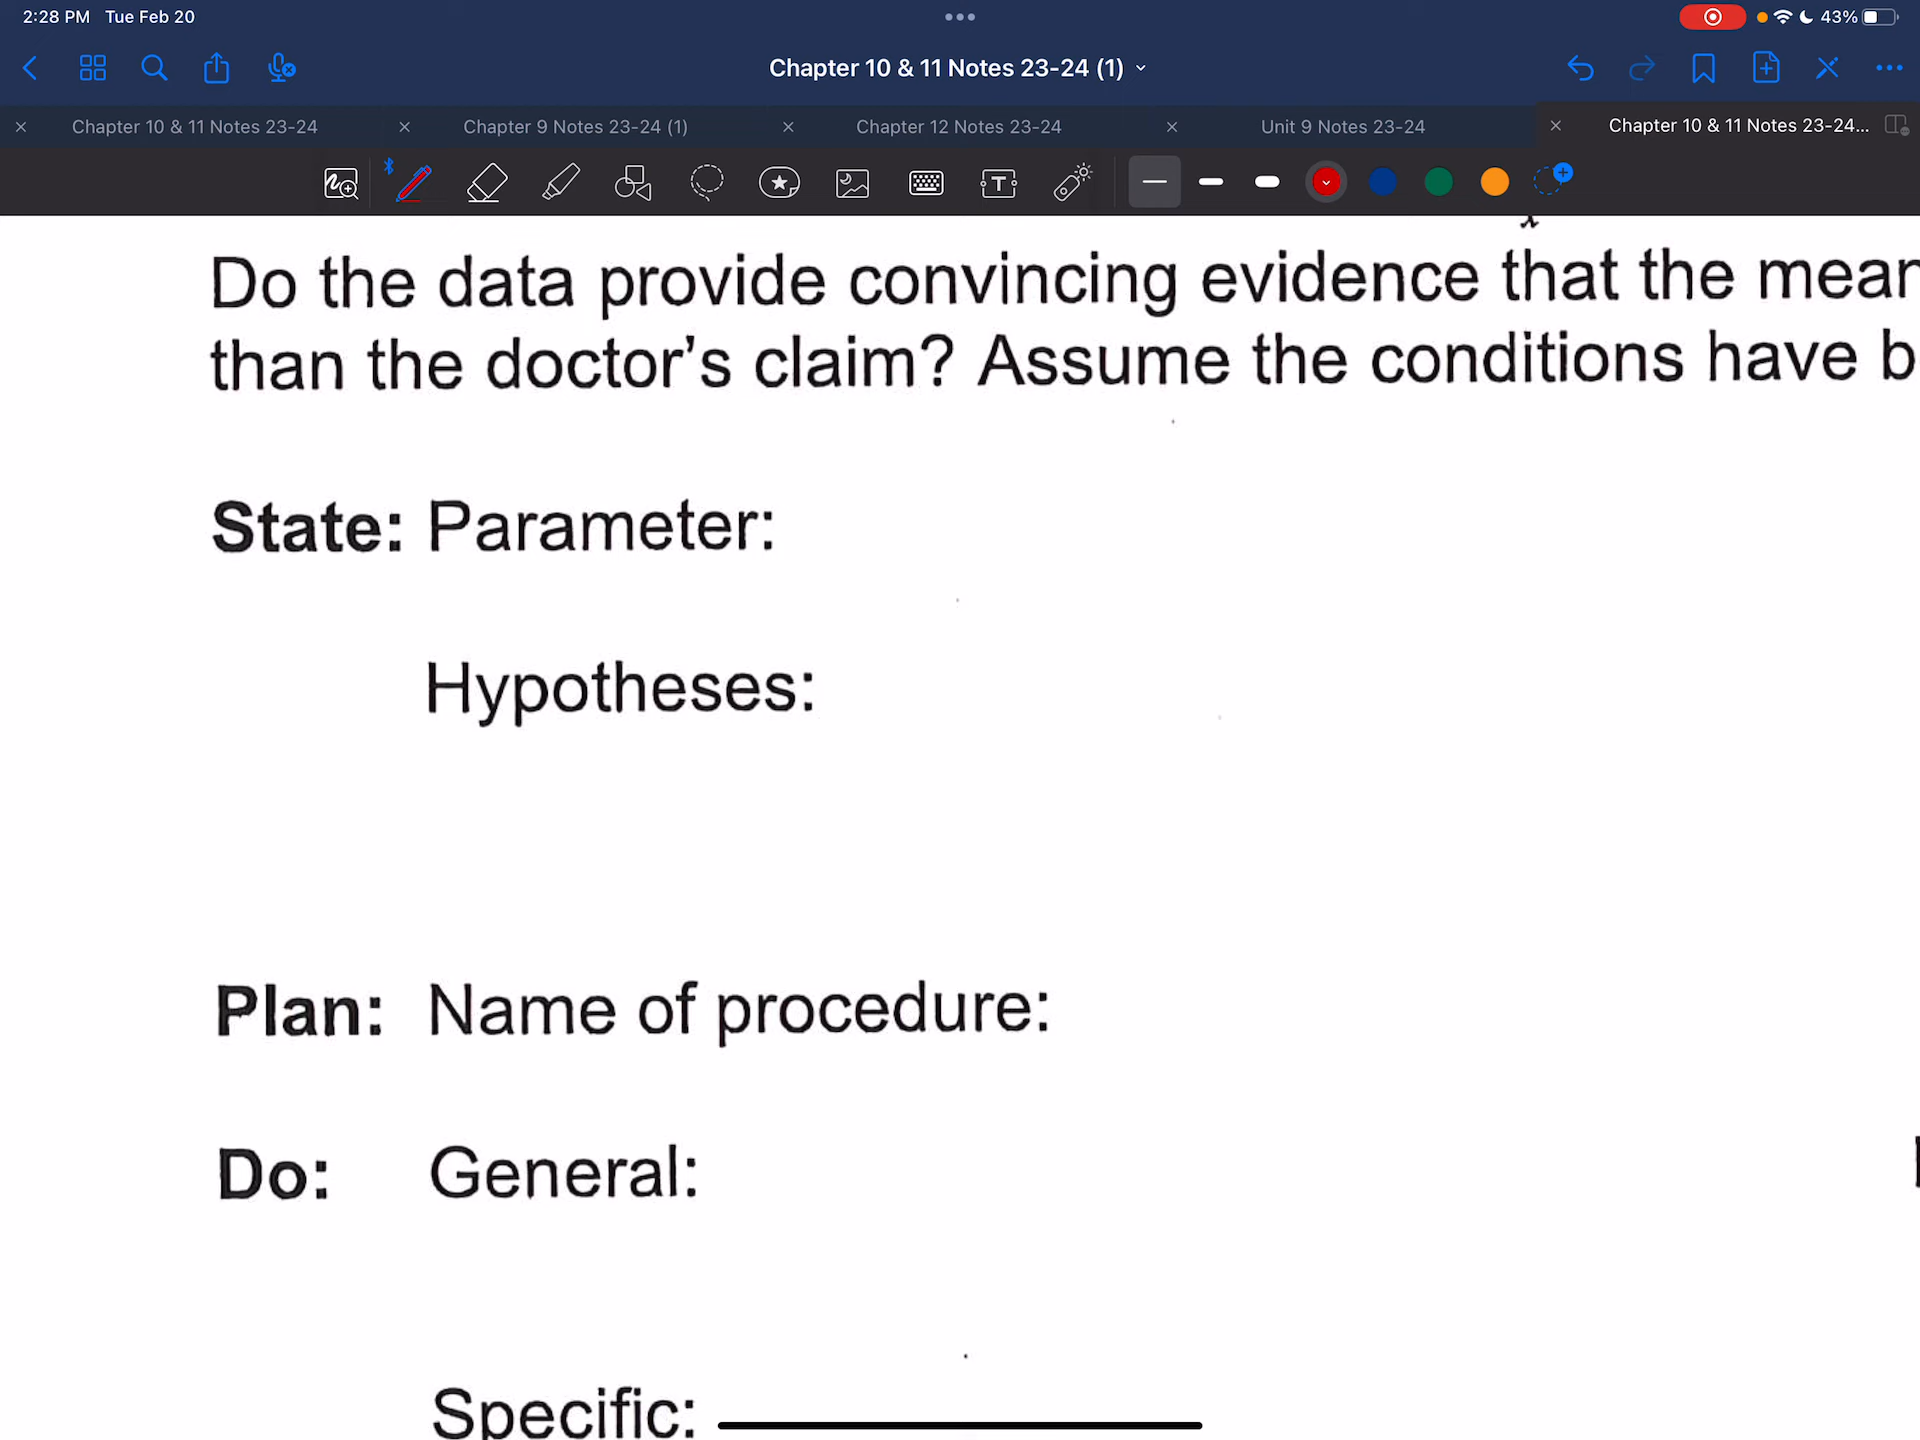 2:28 PM Tue Feb 20
43%
Chapter 10 & 11 Notes 23-24 (1)
Chapter 10 & 11 Notes 23-24
Chapter 9 Notes 23-24 (1)
Chapter 12 Notes 23-24
Unit 9 Notes 23-24
Chapter 10 & 11 Notes 23-24...
Do the data provide convincing evidence that the mean
than the doctor's claim? Assume the conditions have b
State: Parameter:
Hypotheses:
Plan: Name of procedure:
Do: General:
Specific: